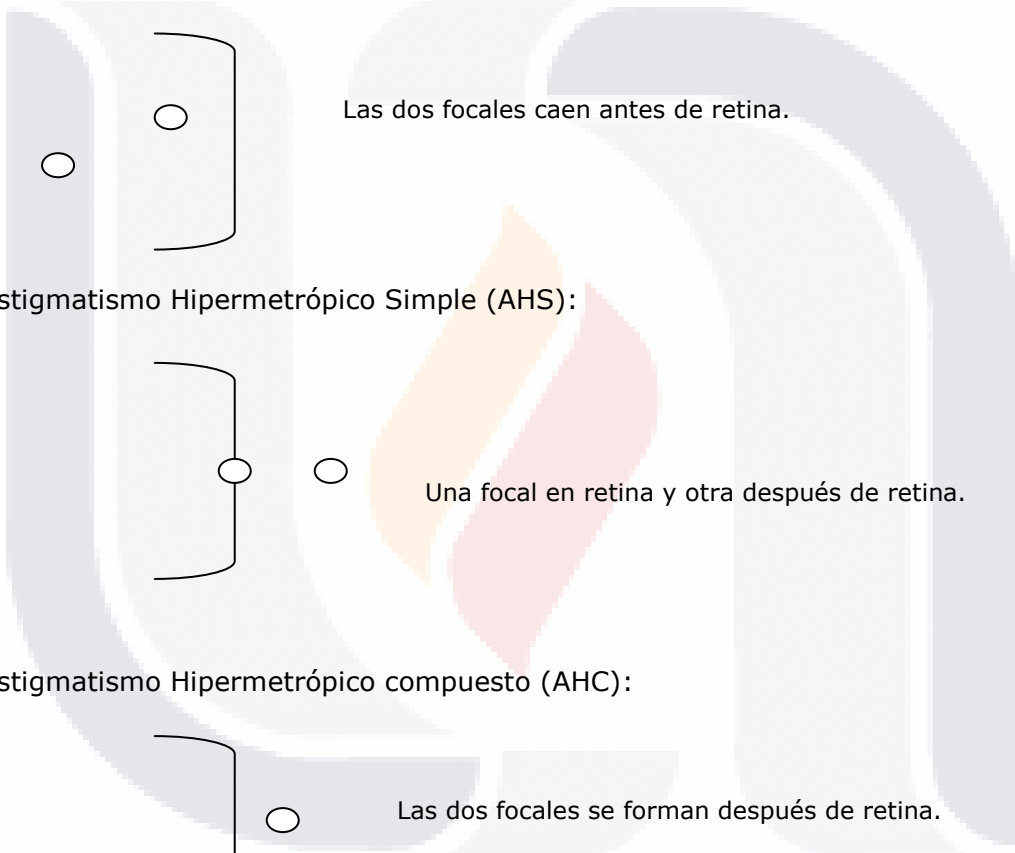 Las dos focales caen antes de retina.
stigmatismo Hipermetrópico Simple (AHS):
Una focal en retina y otra después de retina.
stigmatismo Hipermetrópico compuesto (AHC):
Las dos focales se forman después de retina.